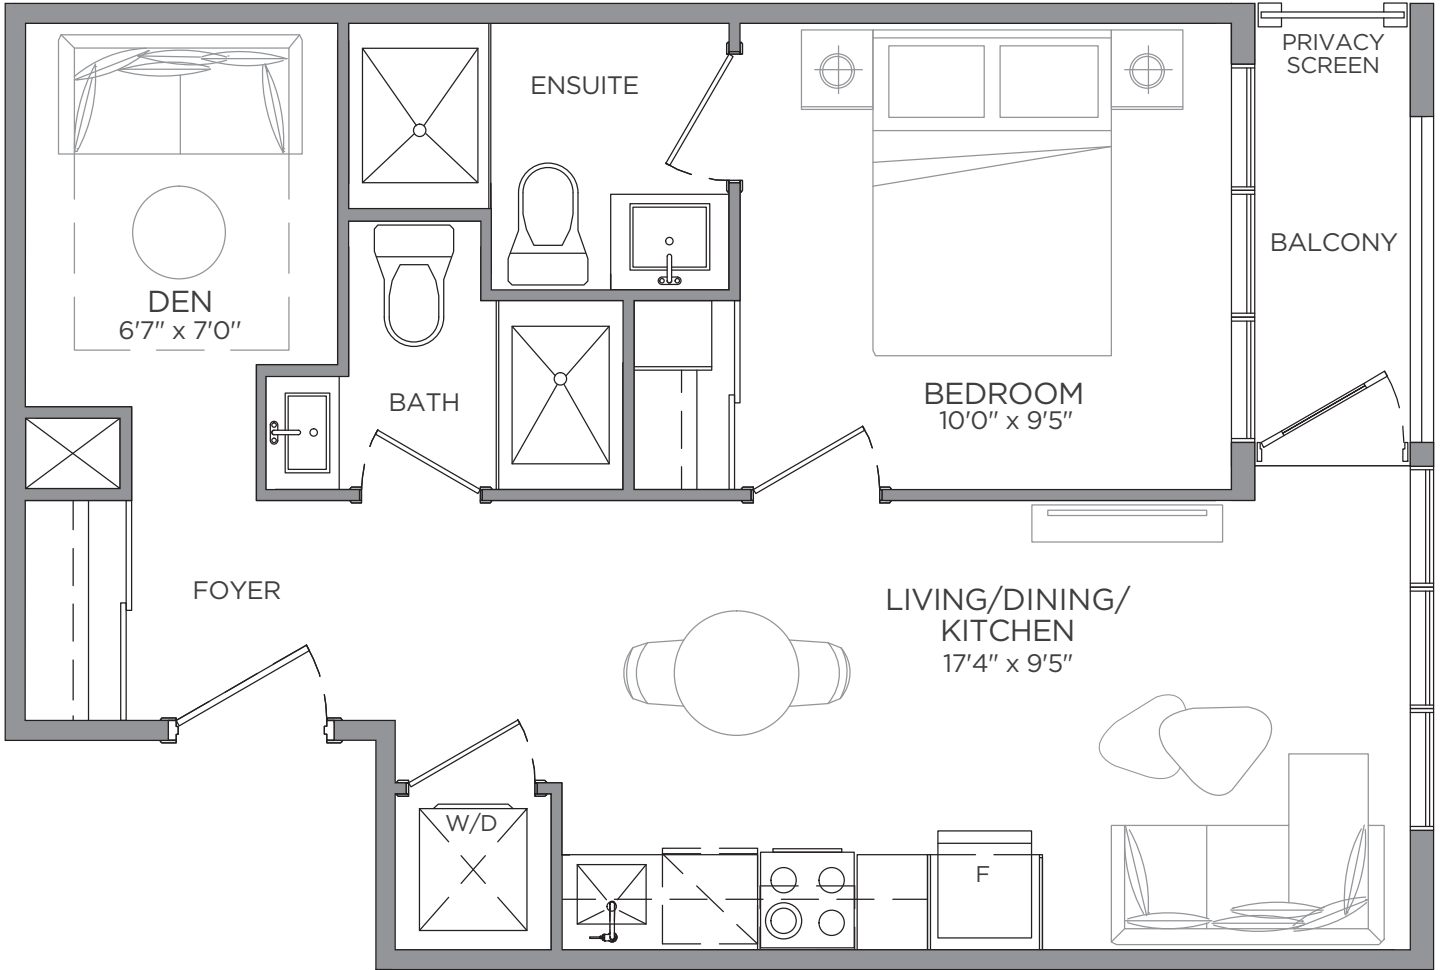 PRIVACY
SCREEN
ENSUITE
BALCONY
DEN
6'7" x 7'0"
BATH
BEDROOM
10'0" x 9'5"
FOYER
LIVING/DINING/
KITCHEN
17'4" x 9'5"
W/D
F